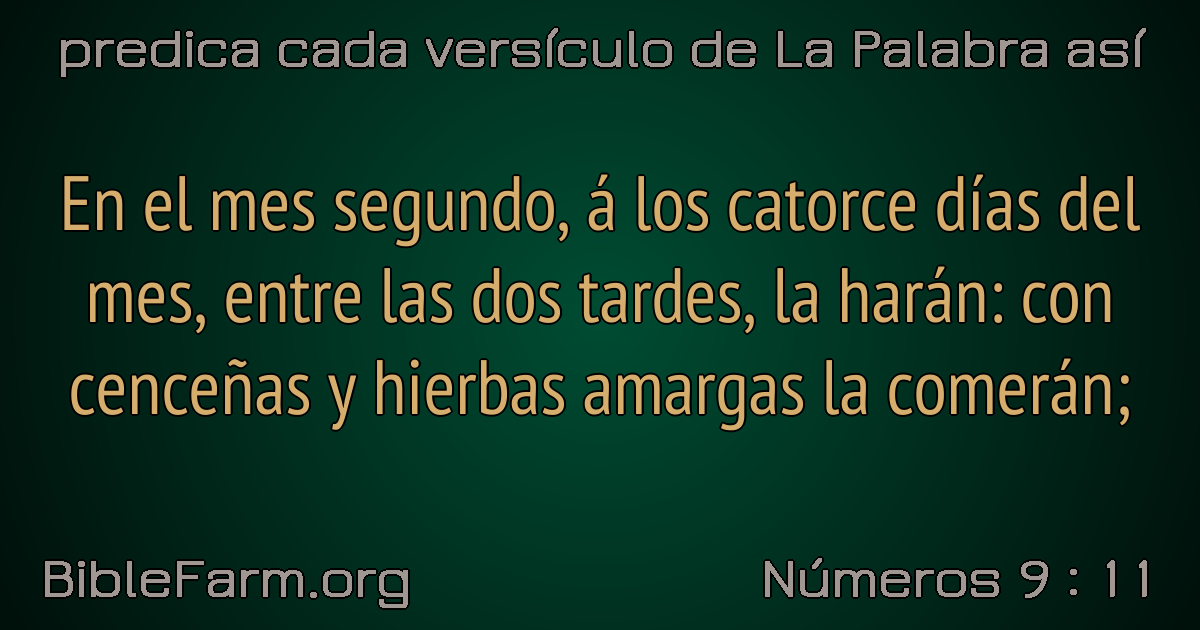 predica cada versículo de La Palabra así
En el mes segundo, á los catorce días del
mes, entre las dos tardes, la harán: con
cenceñas y hierbas amargas la comerán;
BibleFarm.org
Números 9 : 11